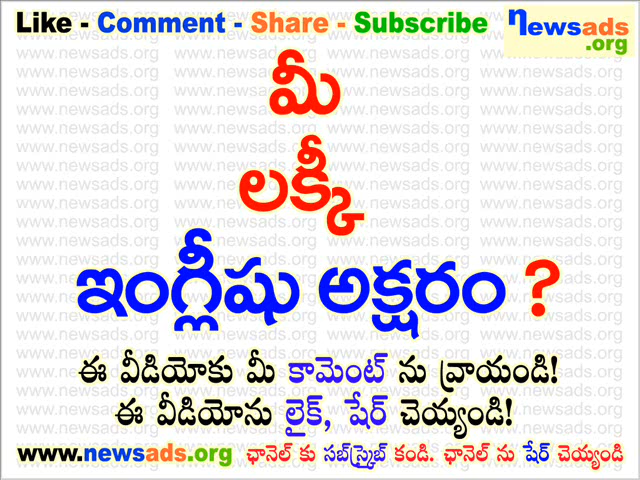 Like - Comment - Share - Subscribe
newsads
.org
మీ
లక్కీ
ఇంగ్లీషు అక్షరం ?
ఈ వీడియోకు మీ కామెంట్ ను వ్రాయండి!
ఈ వీడియోను లైక్, షేర్ చెయ్యండి!
www.newsads.org ఛానెల్ కు సబ్‌స్క్రైబ్ కండి. ఛానెల్ ను షేర్ చెయ్యండి